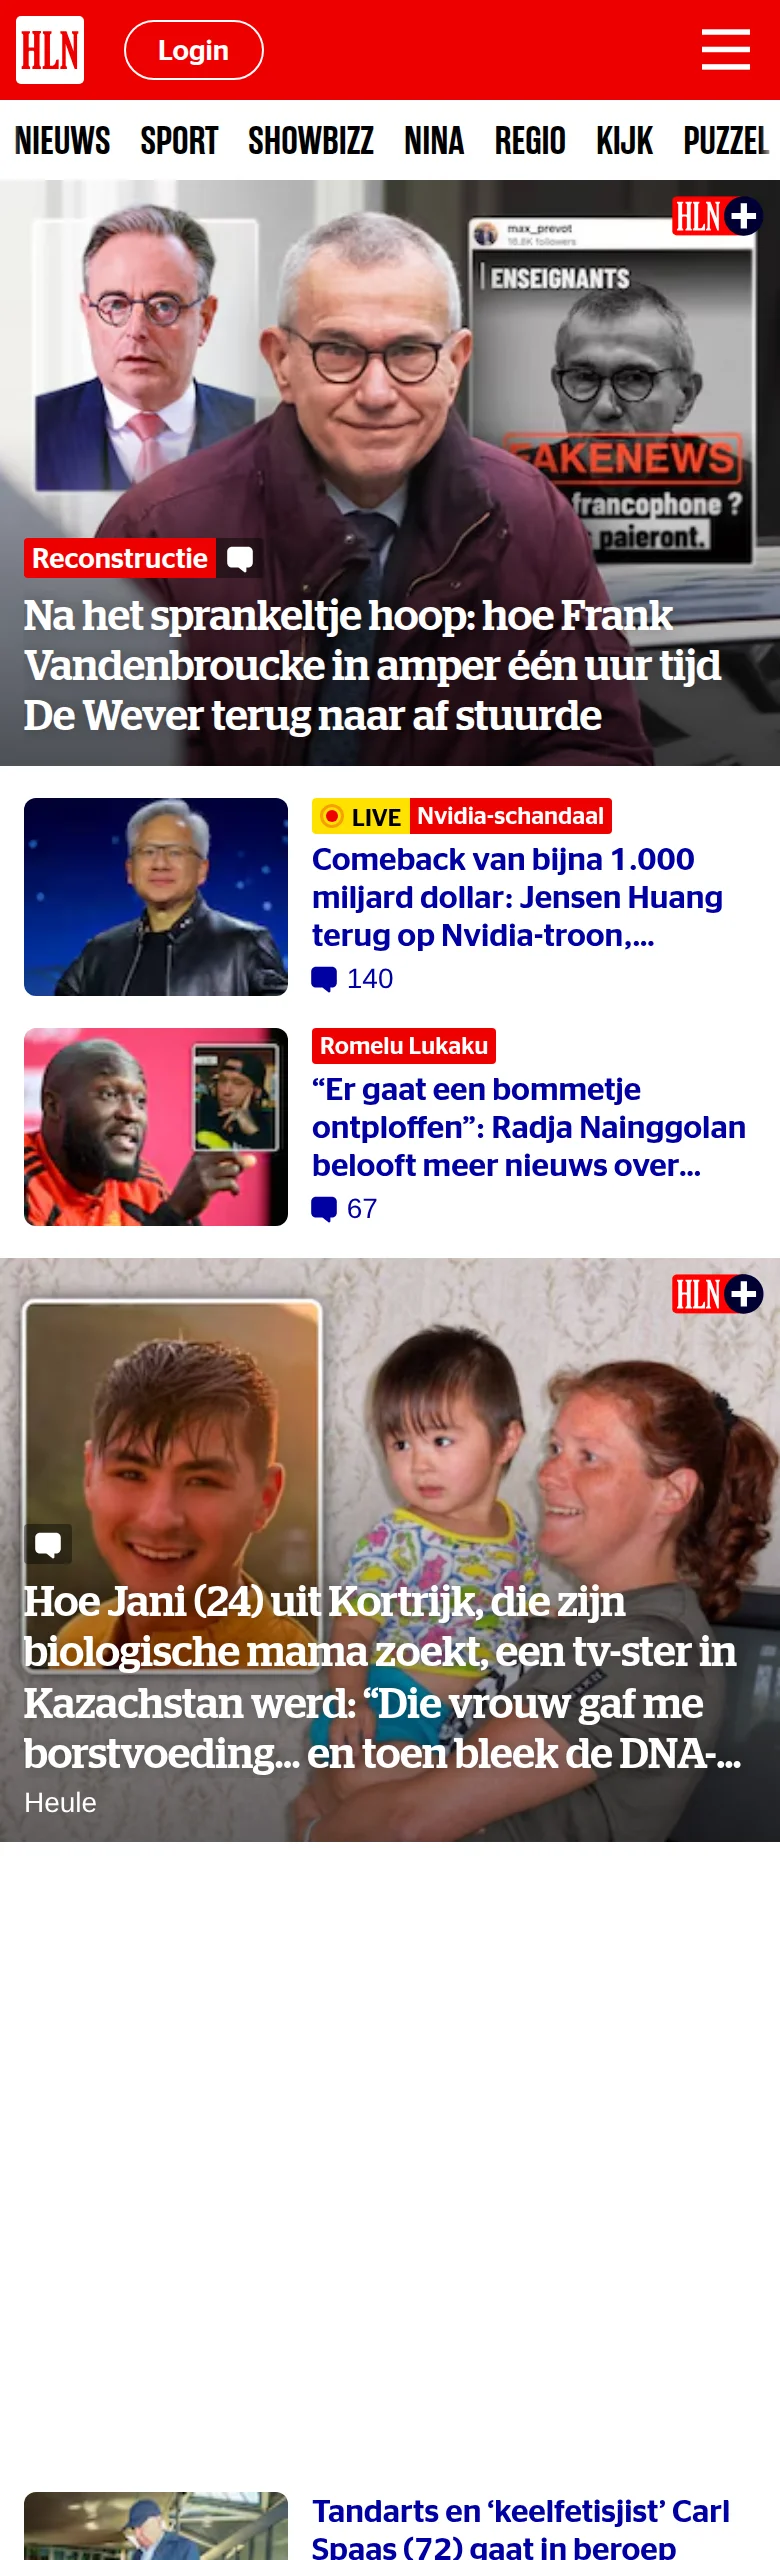 HLN
Login
NIEUWS SPORT SHOWBIZZ NINA REGIO KIJK PUZZEL
HLN+
max_prevot
16.8K followers
ENSEIGNANTS
FAKENEWS
francophone ?
paieront.
Reconstructie
Na het sprankeltje hoop: hoe Frank
Vandenbroucke in amper één uur tijd
De Wever terug naar af stuurde
LIVE Nvidia-schandaal
Comeback van bijna 1.000
miljard dollar: Jensen Huang
terug op Nvidia-troon,...
140
Romelu Lukaku
“Er gaat een bommetje
ontploffen”: Radja Nainggolan
belooft meer nieuws over...
67
HLN+
Hoe Jani (24) uit Kortrijk, die zijn
biologische mama zoekt, een tv-ster in
Kazachstan werd: “Die vrouw gaf me
borstvoeding... en toen bleek de DNA-...
Heule
Tandarts en ‘keelfetisjist’ Carl
Spaas (72) gaat in beroep